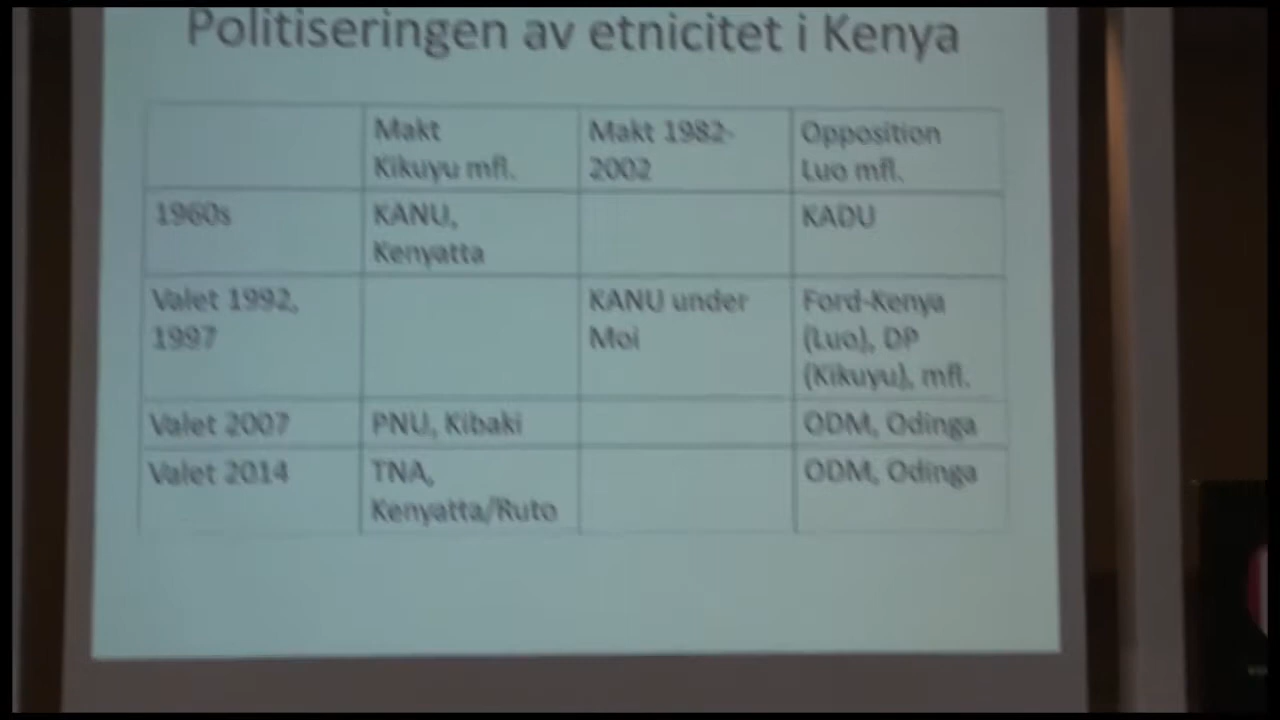 Politiseringen av etnicitet i Kenya
Makt
Kikuyu mfl.
Makt 1982-
2002
Opposition
Luo mfl.
1960s
KANU,
Kenyatta
KADU
Valet 1992,
1997
KANU under
Moi
Ford-Kenya
(Luo), DP
(Kikuyu), mfl.
Valet 2007
PNU, Kibaki
ODM, Odinga
Valet 2014
TNA,
Kenyatta/Ruto
ODM, Odinga